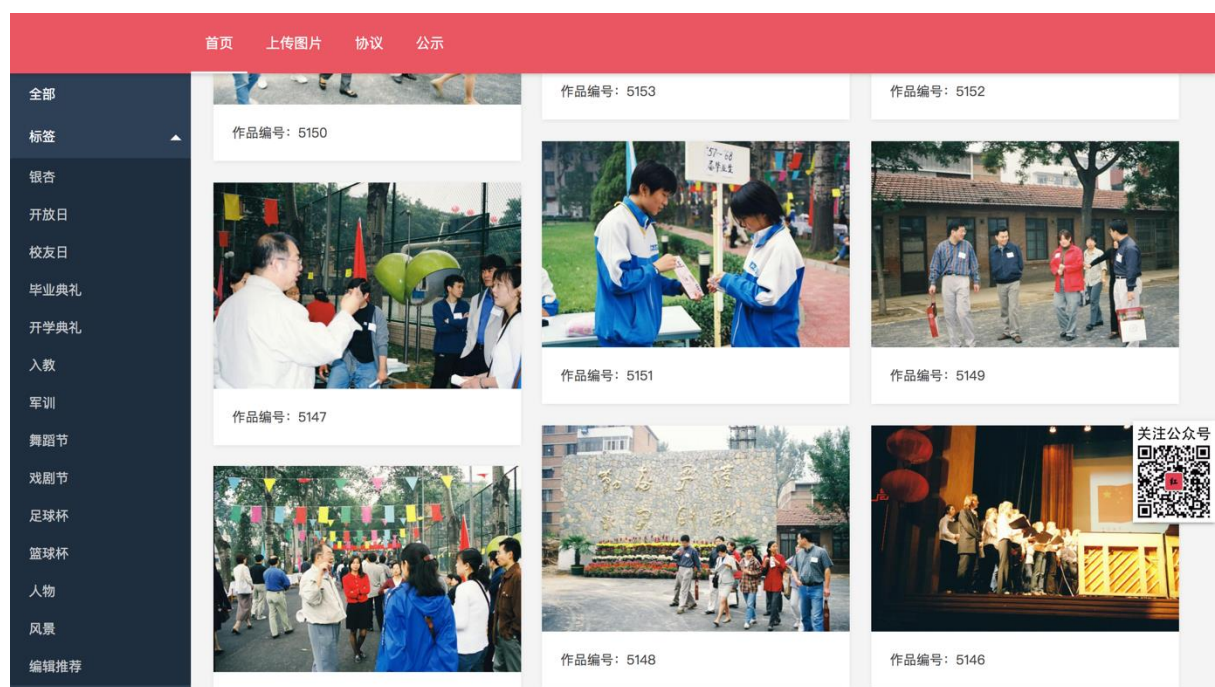 首页 上传图片 协议 公示
全部
标签
银杏
开放日
校友日
毕业典礼
开学典礼
入教
军训
舞蹈节
戏剧节
足球杯
篮球杯
人物
风景
编辑推荐
作品编号：5150
作品编号：5153
作品编号：5152
作品编号：5147
作品编号：5151
作品编号：5149
作品编号：5148
作品编号：5146
关注公众号
红